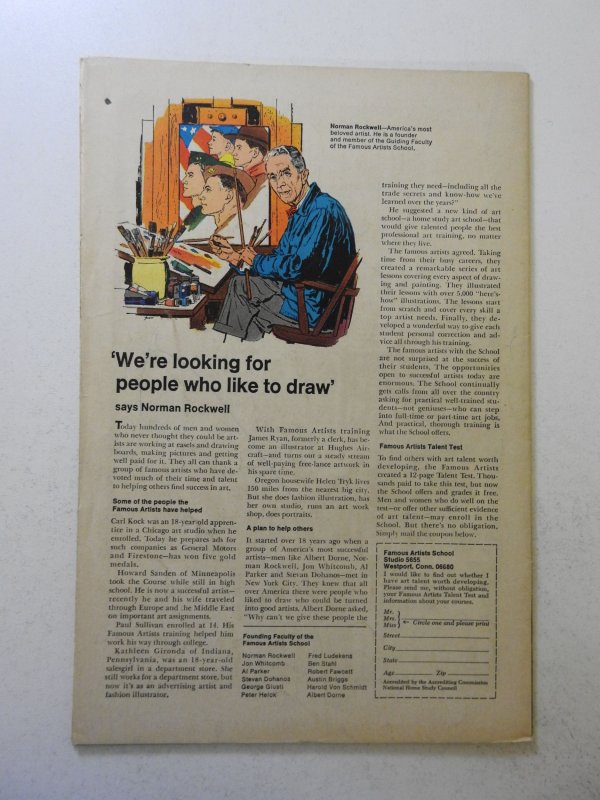 Norman Rockwell—America's most
beloved artist. He is a founder
and member of the Guiding Faculty
of the Famous Artists School.
'We're looking for
people who like to draw'
says Norman Rockwell
Today hundreds of men and women
who never thought they could be art-
ists are working at easels and drawing
boards, making pictures and getting
well paid for it. They all can thank a
group of famous artists who have de-
voted much of their time and talent
to helping others find success in art.
Some of the people the
Famous Artists have helped
Carl Kock was an 18-year-old appren-
tice in a Chicago art studio when he
enrolled. Today he prepares ads for
such companies as General Motors
and Firestone—has won five gold
medals.
Howard Sanden of Minneapolis
took the Course while still in high
school. He is now a successful artist—
recently he and his wife traveled
through Europe and the Middle East
on important art assignments.
Paul Sullivan enrolled at 14. His
Famous Artists training helped him
work his way through college.
Kathleen Gironda of Indiana,
Pennsylvania, was an 18-year-old
salesgirl in a department store. She
still works for a department store, but
now it's as an advertising artist and
fashion illustrator.
With Famous Artists training
James Ryan, formerly a clerk, has be-
come an illustrator at Hughes Air-
craft—and turns out a steady stream
of well-paying free-lance artwork in
his spare time.
Oregon housewife Helen Tryk lives
150 miles from the nearest big city.
But she does fashion illustration, has
her own studio, runs an art work
shop, does portraits.
A plan to help others
It started over 18 years ago when a
group of America's most successful
artists—men like Albert Dorne, Nor-
man Rockwell, Jon Whitcomb, Al
Parker and Stevan Dohanos—met in
New York City. They knew that all
over America there were people who
liked to draw who could be turned
into good artists. Albert Dorne asked,
"Why can't we give these people the
Founding Faculty of the
Famous Artists School
Norman Rockwell
Jon Whitcomb
Al Parker
Stevan Dohanos
George Giusti
Peter Helck
Fred Ludekens
Ben Stahl
Robert Fawcett
Austin Briggs
Harold Von Schmidt
Albert Dorne
training they need—including all the
trade secrets and know-how we've
learned over the years?"
He suggested a new kind of art
school—a home study art school—that
would give talented people the best
professional art training, no matter
where they live.
The famous artists agreed. Taking
time from their busy careers, they
created a remarkable series of art
lessons covering every aspect of draw-
ing and painting. They illustrated
their lessons with over 5,000 "here's-
how" illustrations. The lessons start
from scratch and cover every skill a
top artist needs. Finally, they de-
veloped a wonderful way to give each
student personal correction and ad-
vice all through his training.
The famous artists with the School
are not surprised at the success of
their students. The opportunities
open to successful artists today are
enormous. The School continually
gets calls from all over the country
asking for practical well-trained stu-
dents—not geniuses—who can step
into full-time or part-time art jobs.
And practical, thorough training is
what the School offers.
Famous Artists Talent Test
To find others with art talent worth
developing, the Famous Artists
created a 12-page Talent Test. Thou-
sands paid to take this test, but now
the School offers and grades it free.
Men and women who do well on the
test—or offer other sufficient evidence
of art talent—may enroll in the
School. But there's no obligation.
Simply mail the coupon below.
Famous Artists School
Studio 5655
Westport, Conn. 06680
I would like to find out whether I
have art talent worth developing.
Please send me, without obligation,
your Famous Artists Talent Test and
information about your courses.
Mr.
Mrs.
Miss ← Circle one and please print
Street
City
State
Age Zip
Accredited by the Accrediting Commission
National Home Study Council